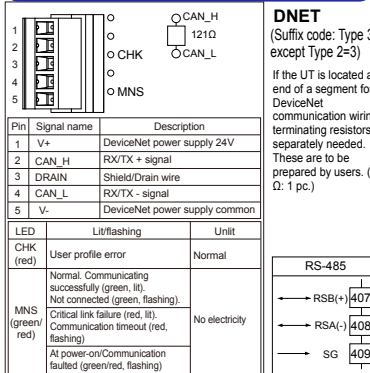 1
2
3
4
5
CHK
MNS
CAN_H
121Ω
CAN_L
DNET
(Suffix code: Type 3
except Type 2=3)
If the UT is located a
end of a segment fo
DeviceNet
communication wirin
terminating resistors
separately needed.
These are to be
prepared by users. (
Ω: 1 pc.)
Pin Signal name Description
1 V+ DeviceNet power supply 24V
2 CAN_H RX/TX + signal
3 DRAIN Shield/Drain wire
4 CAN_L RX/TX - signal
5 V- DeviceNet power supply common
LED Lit/flashing Unlit
CHK
(red)
User profile error Normal
MNS
(green/
red)
Normal. Communicating
successfully (green, lit).
Not connected (green, flashing).
Critical link failure (red, lit).
Communication timeout (red,
flashing)
At power-on/Communication
faulted (green/red, flashing)
No electricity
RS-485
RSB(+) 407
RSA(-) 408
SG 409